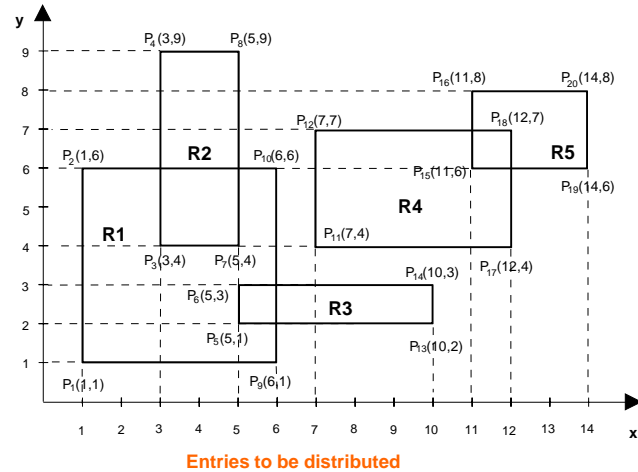 y
P4(3,9) P8(5,9)
9
P16(11,8) P20(14,8)
8
P12(7,7) P18(12,7)
7
P2(1,6) R2 P10(6,6) P15(11,6) R5
6
P19(14,6)
5
R1 R4
P11(7,4)
4
P3(3,4) P7(5,4) P17(12,4)
P14(10,3)
3
P6(5,3)
R3
2
P5(5,1) P13(10,2)
1
P1(1,1) P9(6,1)
1 2 3 4 5 6 7 8 9 10 11 12 13 14 x
Entries to be distributed